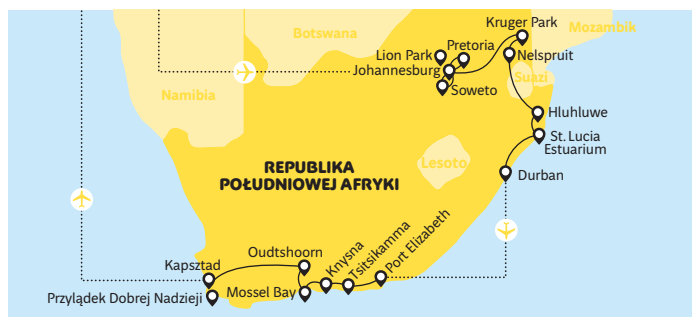 Kruger Park
Mozambik
Botswana
Lion Park
Pretoria
Nelspruit
Johannesburg
Suazi
Soweto
Namibia
Hluhluwe
St. Lucia
Estuarium
Lesoto
REPUBLIKA
POŁUDNIOWEJ AFRYKI
Durban
Oudtshoorn
Knysna
Tsitsikamma
Port Elizabeth
Kapsztad
Mossel Bay
Przylądek Dobrej Nadzieji